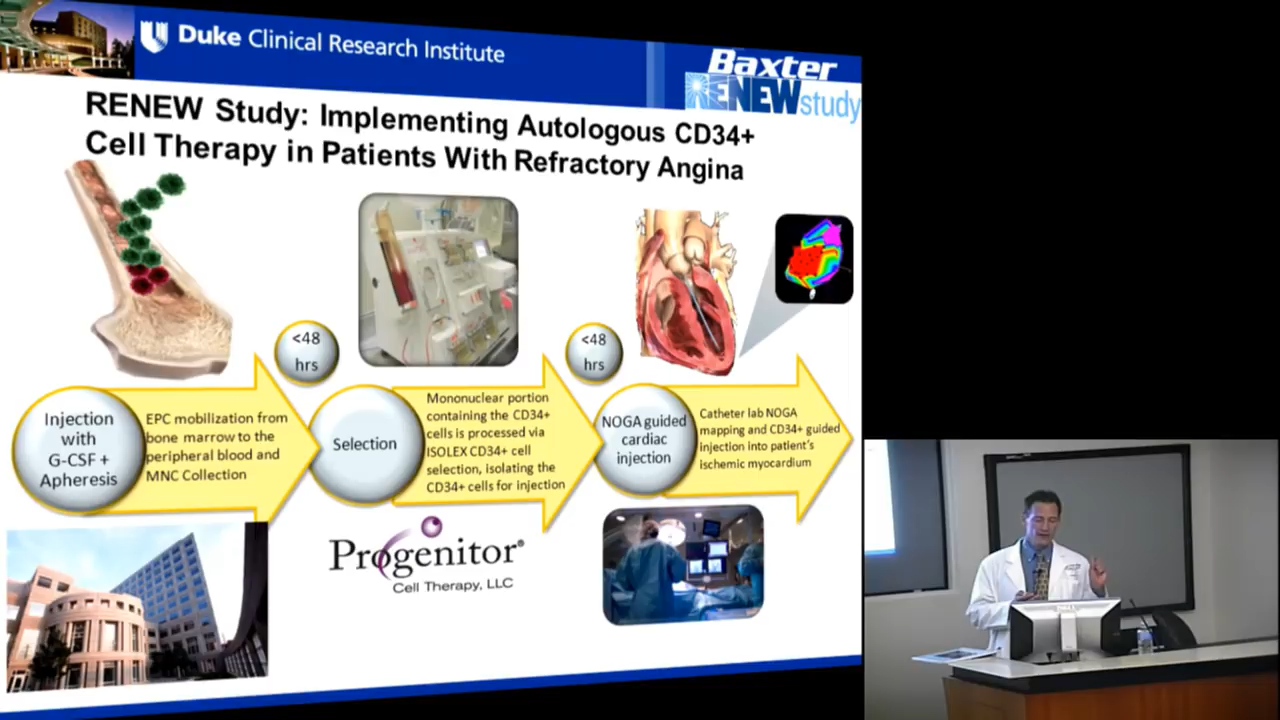 Duke Clinical Research Institute
Baxter
RENEW study
RENEW Study: Implementing Autologous CD34+
Cell Therapy in Patients With Refractory Angina
<48
hrs
<48
hrs
Injection
with
G-CSF +
Apheresis
EPC mobilization from
bone marrow to the
peripheral blood and
MNC Collection
Selection
Mononuclear portion
containing the CD34+
cells is processed via
ISOLEX CD34+ cell
selection, isolating the
CD34+ cells for injection
NOGA guided
cardiac
injection
Catheter lab NOGA
mapping and CD34+ guided
injection into patient's
ischemic myocardium
Progenitor®
Cell Therapy, LLC
DELL